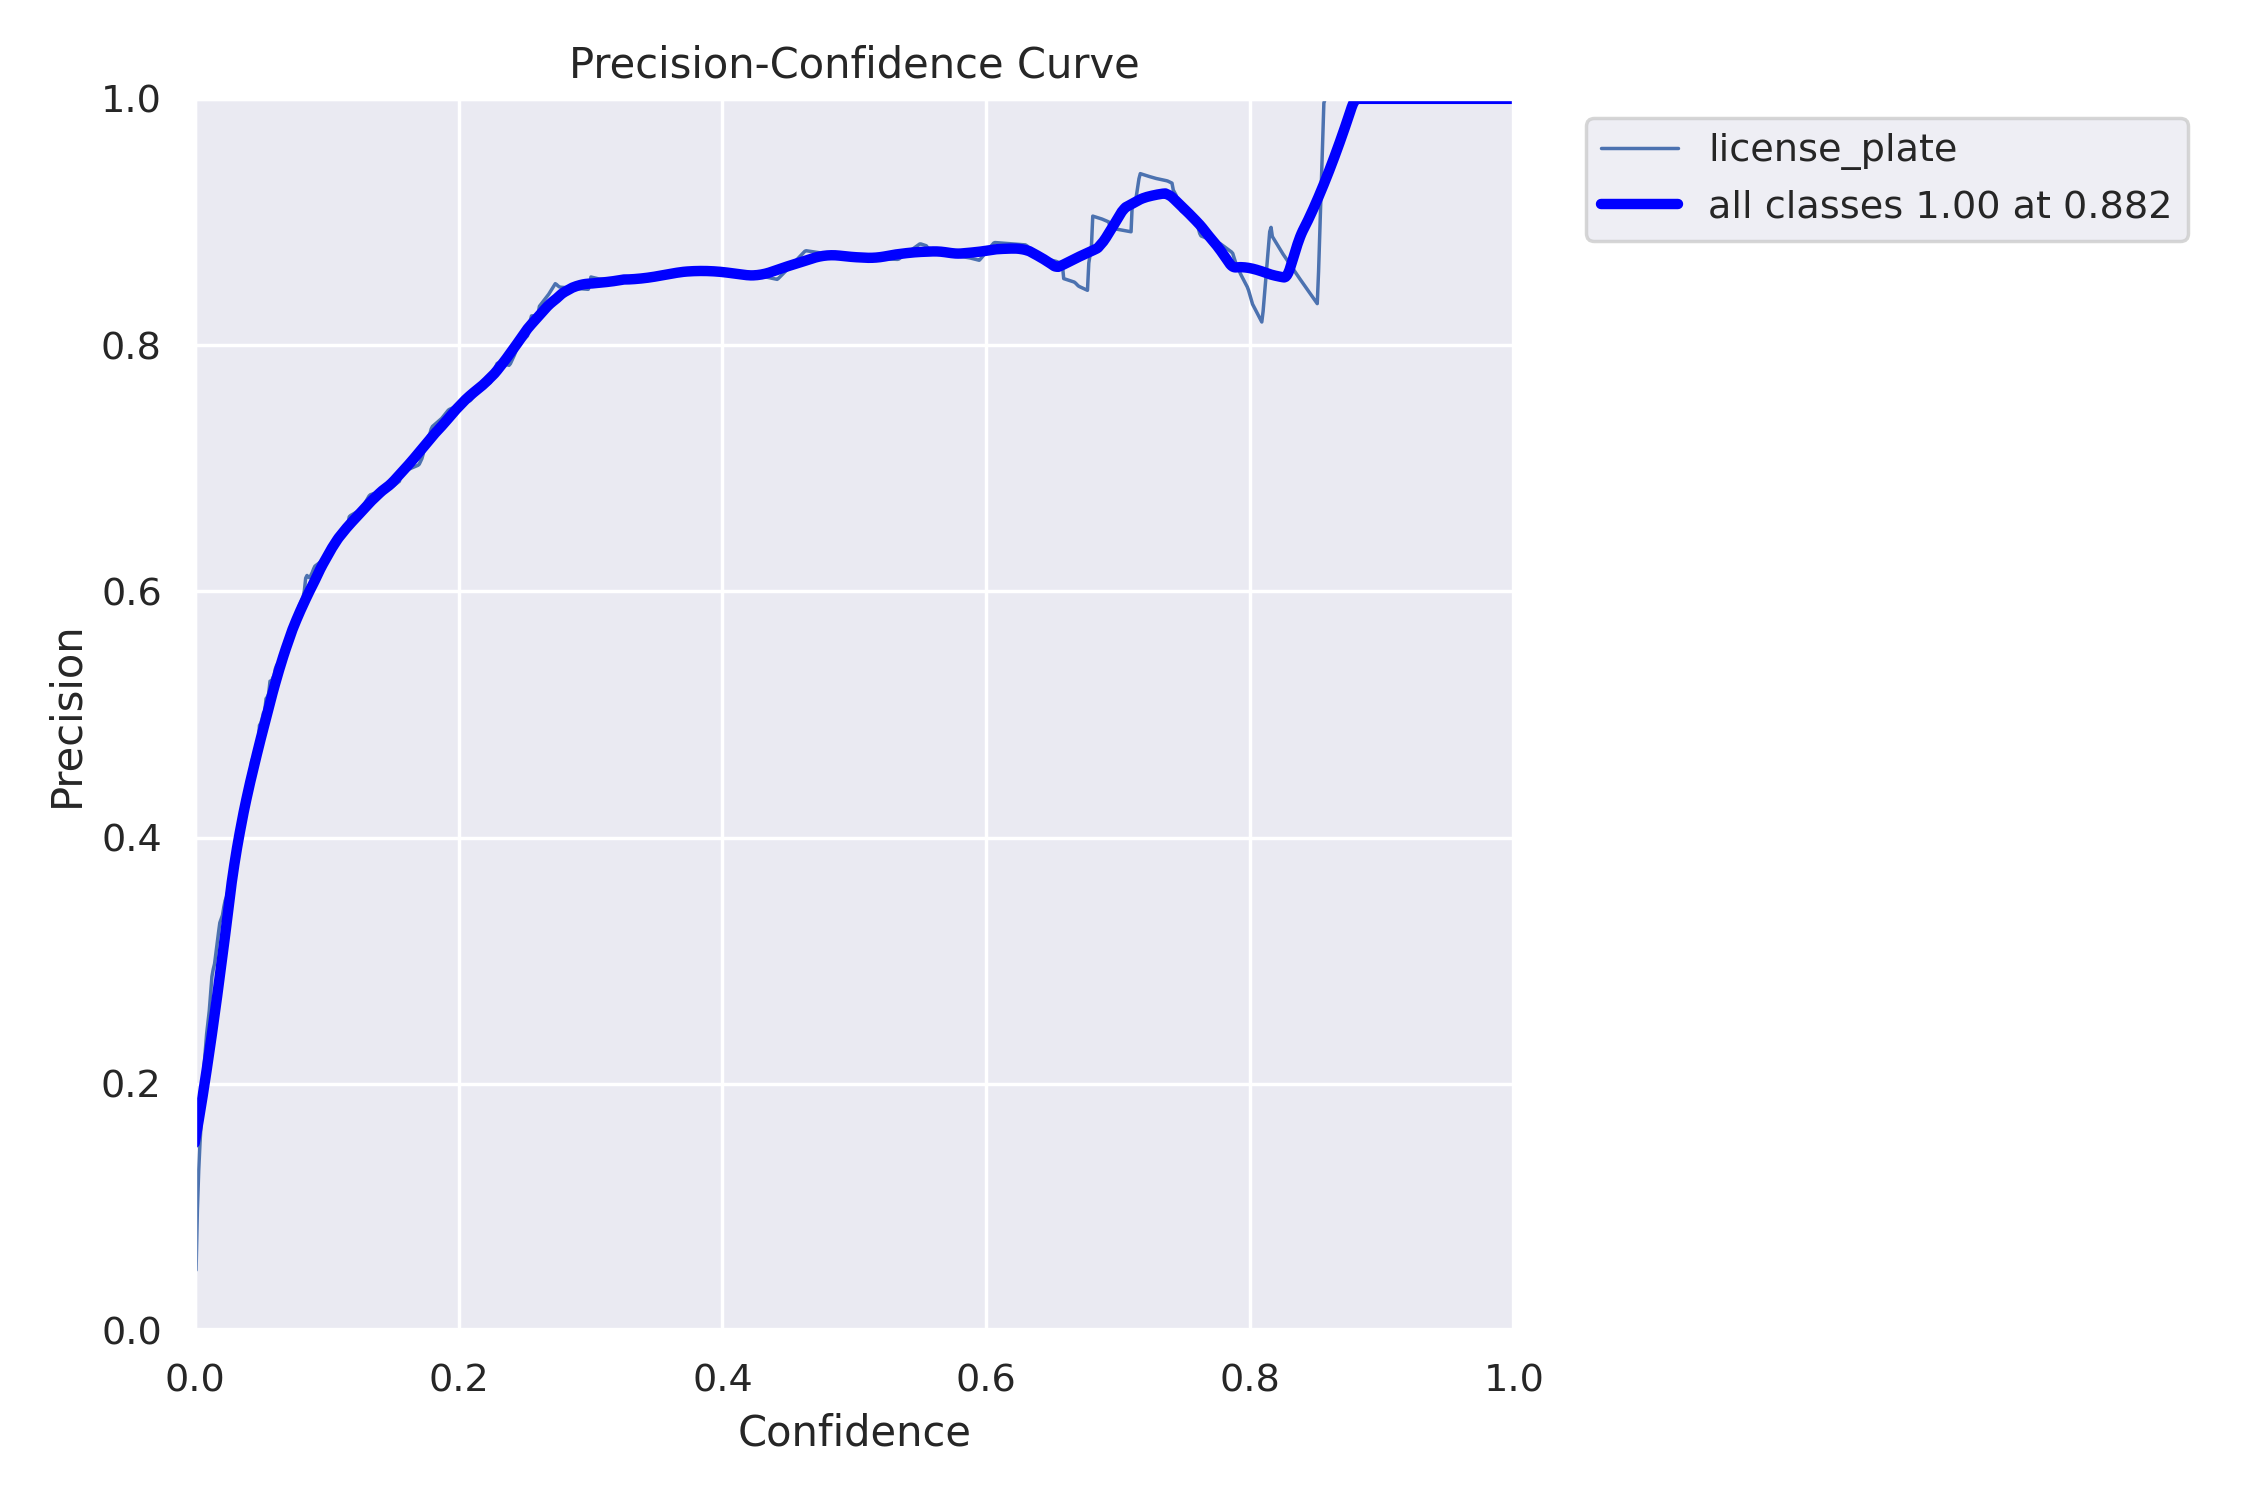 Precision-Confidence Curve
1.0
0.8
0.6
0.4
0.2
0.0
Precision
0.0 0.2 0.4 0.6 0.8 1.0
Confidence
license_plate
all classes 1.00 at 0.882